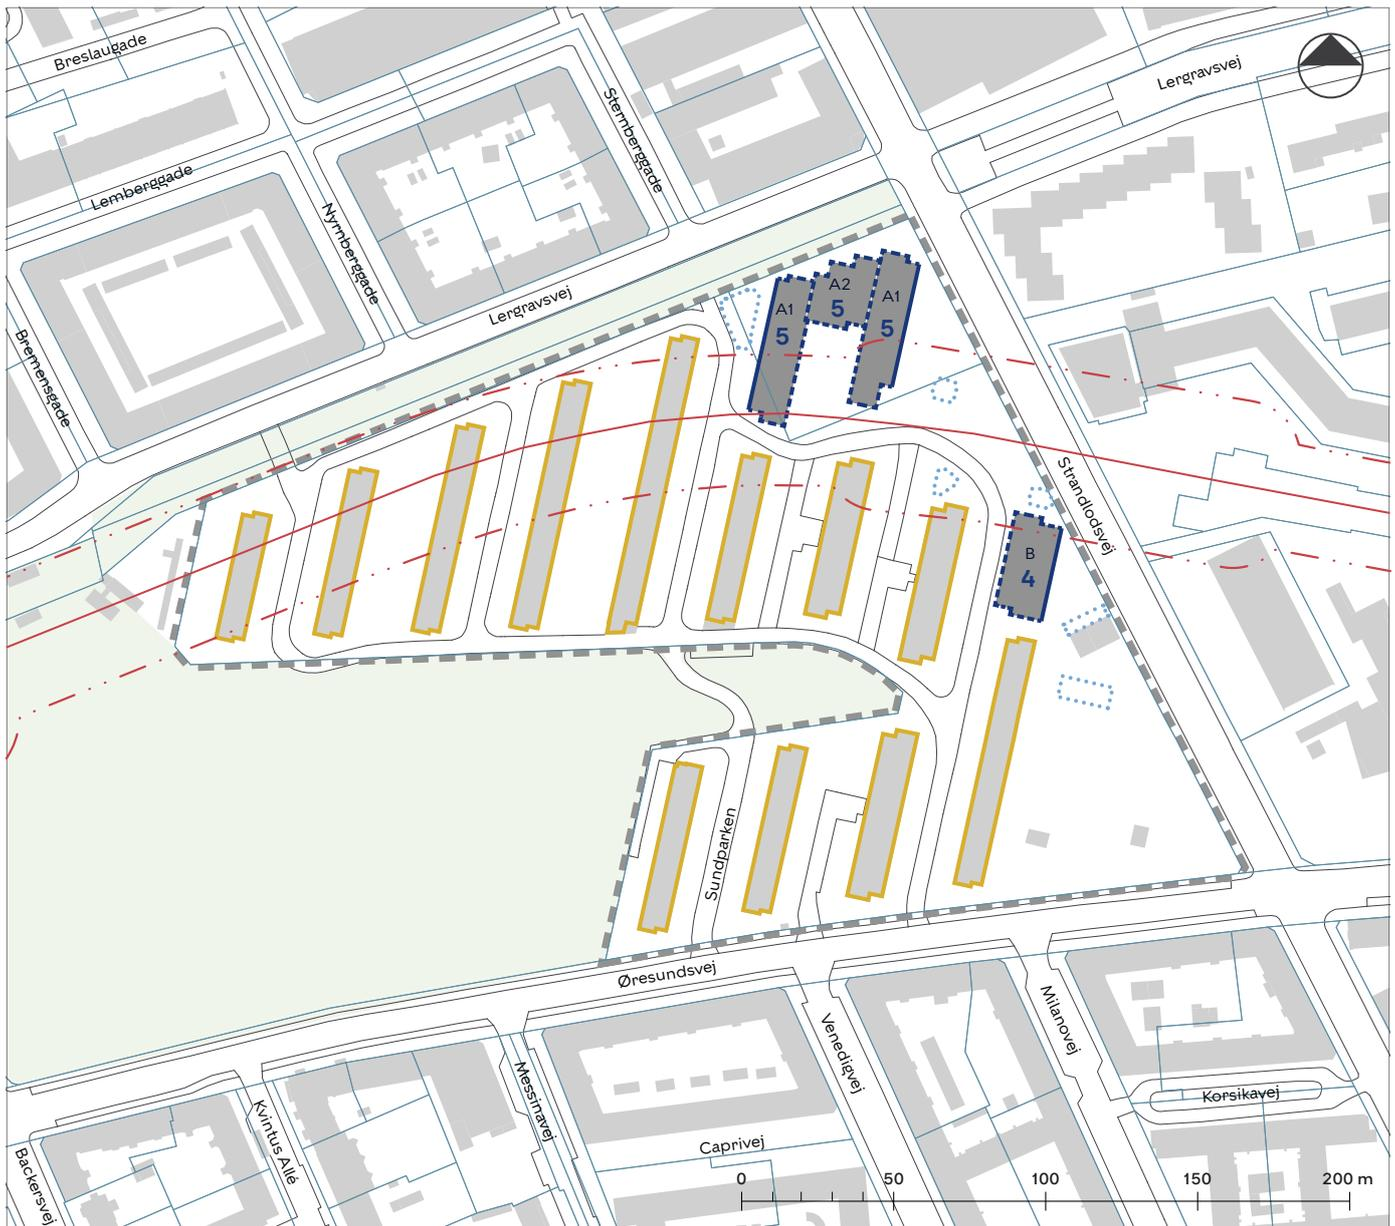 Breslaugade
Lergravsvej
Sternberggade
Lemberggade
Nyrnberggade
Lergravsvej
Bremensgade
A2
5
A1
5
A1
5
Strandlodsvej
B
4
Sundparken
Øresundsvej
Milanovej
Venedigvej
Messinavej
Korsikavej
Kvintus Allé
Caprivej
Backersvej
0 50 100 150 200 m